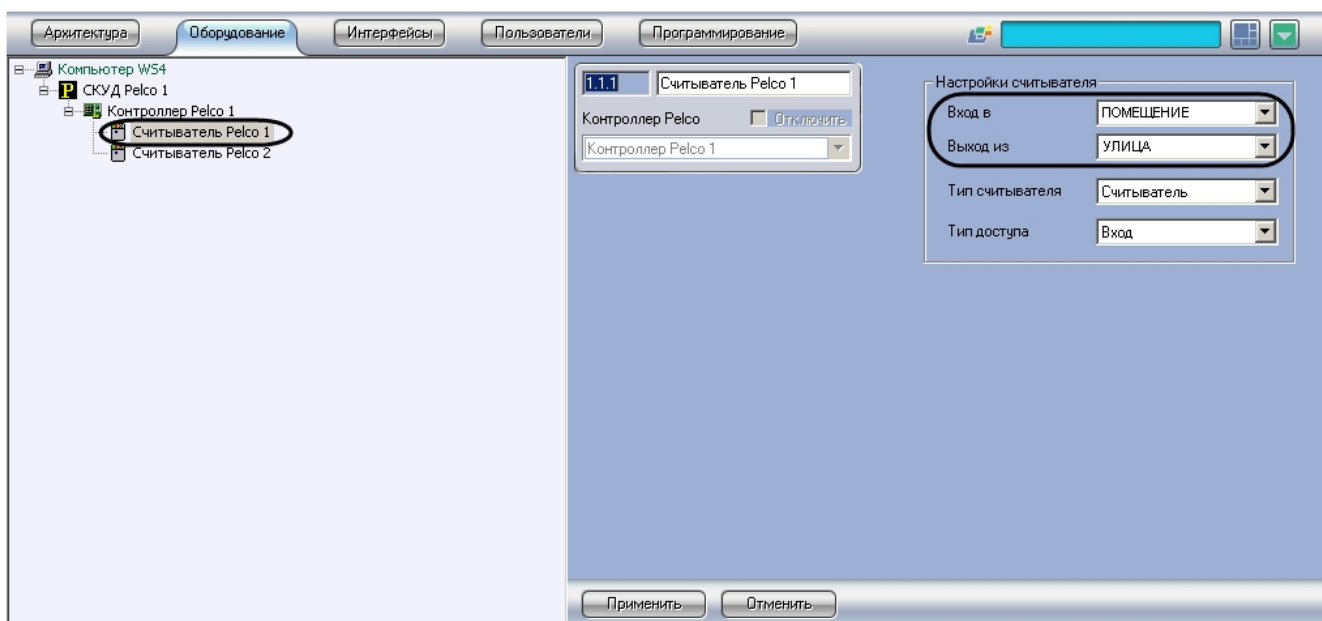 Архитектура Оборудование Интерфейсы Пользователи Программирование
Компьютер WS4
P СКУД Pelco 1
Контроллер Pelco 1
Считыватель Pelco 1
Считыватель Pelco 2
1.1.1 Считыватель Pelco 1
Контроллер Pelco Отключить
Контроллер Pelco 1
Настройки считывателя
Вход в ПОМЕЩЕНИЕ
Выход из УЛИЦА
Тип считывателя Считыватель
Тип доступа Вход
Применить Отменить